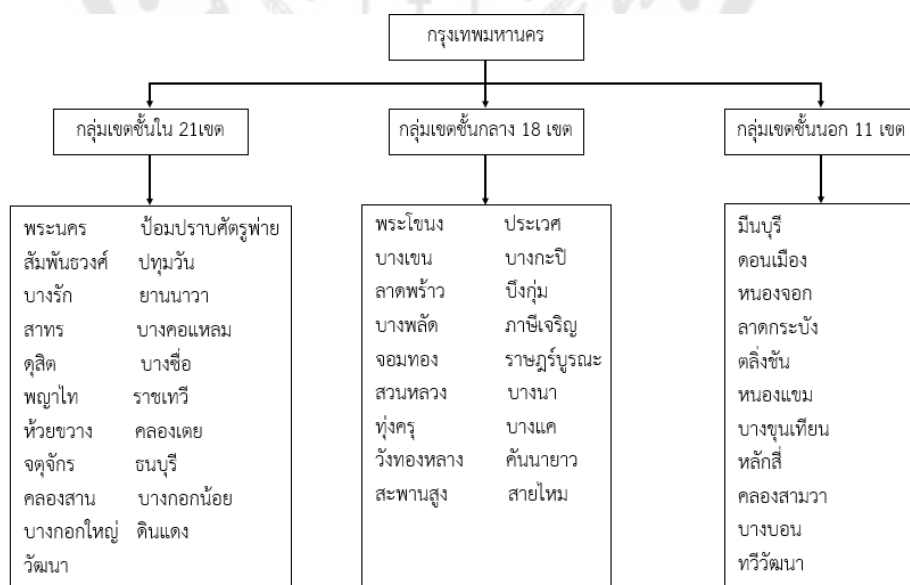 กรุงเทพมหานคร
กลุ่มเขตชั้นใน 21เขต
กลุ่มเขตชั้นกลาง 18 เขต
กลุ่มเขตชั้นนอก 11 เขต
พระนคร ป้อมปราบศัตรูพ่าย
สัมพันธวงศ์ ปทุมวัน
บางรัก ยานนาวา
สาทร บางคอแหลม
ดุสิต บางซื่อ
พญาไท ราชเทวี
ห้วยขวาง คลองเตย
จตุจักร ธนบุรี
คลองสาน บางกอกน้อย
บางกอกใหญ่ ดินแดง
วัฒนา
พระโขนง ประเวศ
บางเขน บางกะปิ
ลาดพร้าว บึงกุ่ม
บางพลัด ภาษีเจริญ
จอมทอง ราษฎร์บูรณะ
สวนหลวง บางนา
ทุ่งครุ บางแค
วังทองหลาง คันนายาว
สะพานสูง สายไหม
มีนบุรี
ดอนเมือง
หนองจอก
ลาดกระบัง
ตลิ่งชัน
หนองแขม
บางขุนเทียน
หลักสี่
คลองสามวา
บางบอน
ทวีวัฒนา